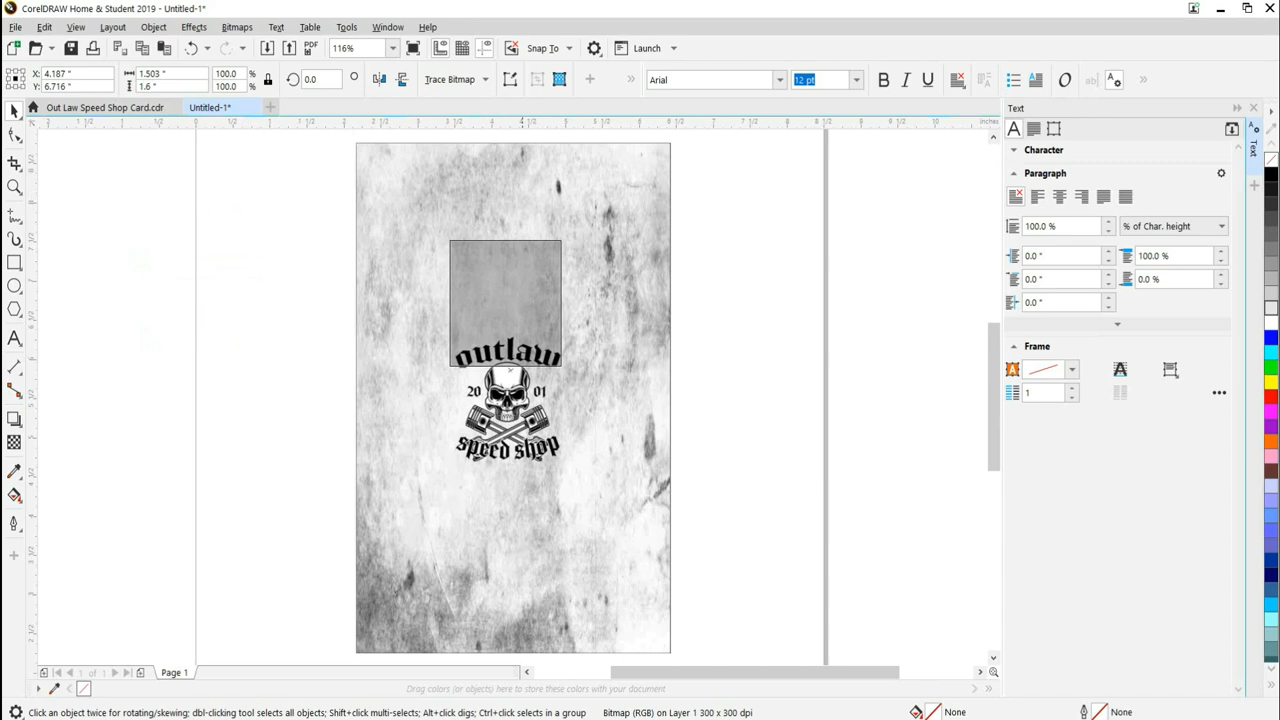 CorelDRAW Home & Student 2019 - Untitled-1*
File Edit View Layout Object Effects Bitmaps Text Table Tools Window Help
PDF 116% Snap To Launch
X: 4.187 " 1.503 " 100.0 % 0.0 ° Trace Bitmap Arial 12 pt B I U O ab|
Y: 6.716 " 1.6 " 100.0 %
Out Law Speed Shop Card.cdr Untitled-1* Text
inches
Character
Paragraph
100.0 % % of Char. height
0.0 " 100.0 %
0.0 " 0.0 %
0.0 "
Frame
1
Text
outlaw
20 01
speed shop
1 of 1 Page 1
Drag colors (or objects) here to store these colors with your document
Click an object twice for rotating/skewing; dbl-clicking tool selects all objects; Shift+click multi-selects; Alt+click digs; Ctrl+click selects in a group Bitmap (RGB) on Layer 1 300 x 300 dpi None None